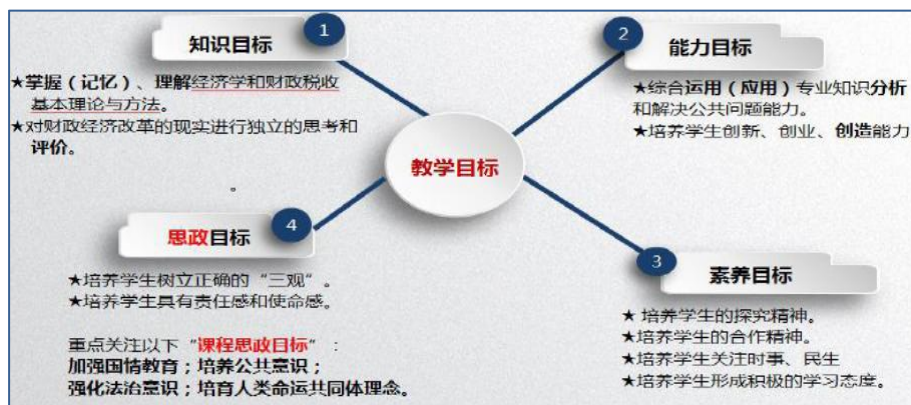 1
知识目标
★掌握（记忆）、理解经济学和财政税收
基本理论与方法。
★对财政经济改革的现实进行独立的思考和
评价。
。
2
能力目标
★综合运用（应用）专业知识分析
和解决公共问题能力。
★培养学生创新、创业、创造能力
教学目标
4
思政目标
★培养学生树立正确的“三观”。
★培养学生具有责任感和使命感。
重点关注以下“课程思政目标”：
加强国情教育；培养公共意识；
强化法治意识；培育人类命运共同体理念。
3
素养目标
★ 培养学生的探究精神。
★培养学生的合作精神。
★培养学生关注时事、民生
★培养学生形成积极的学习态度。